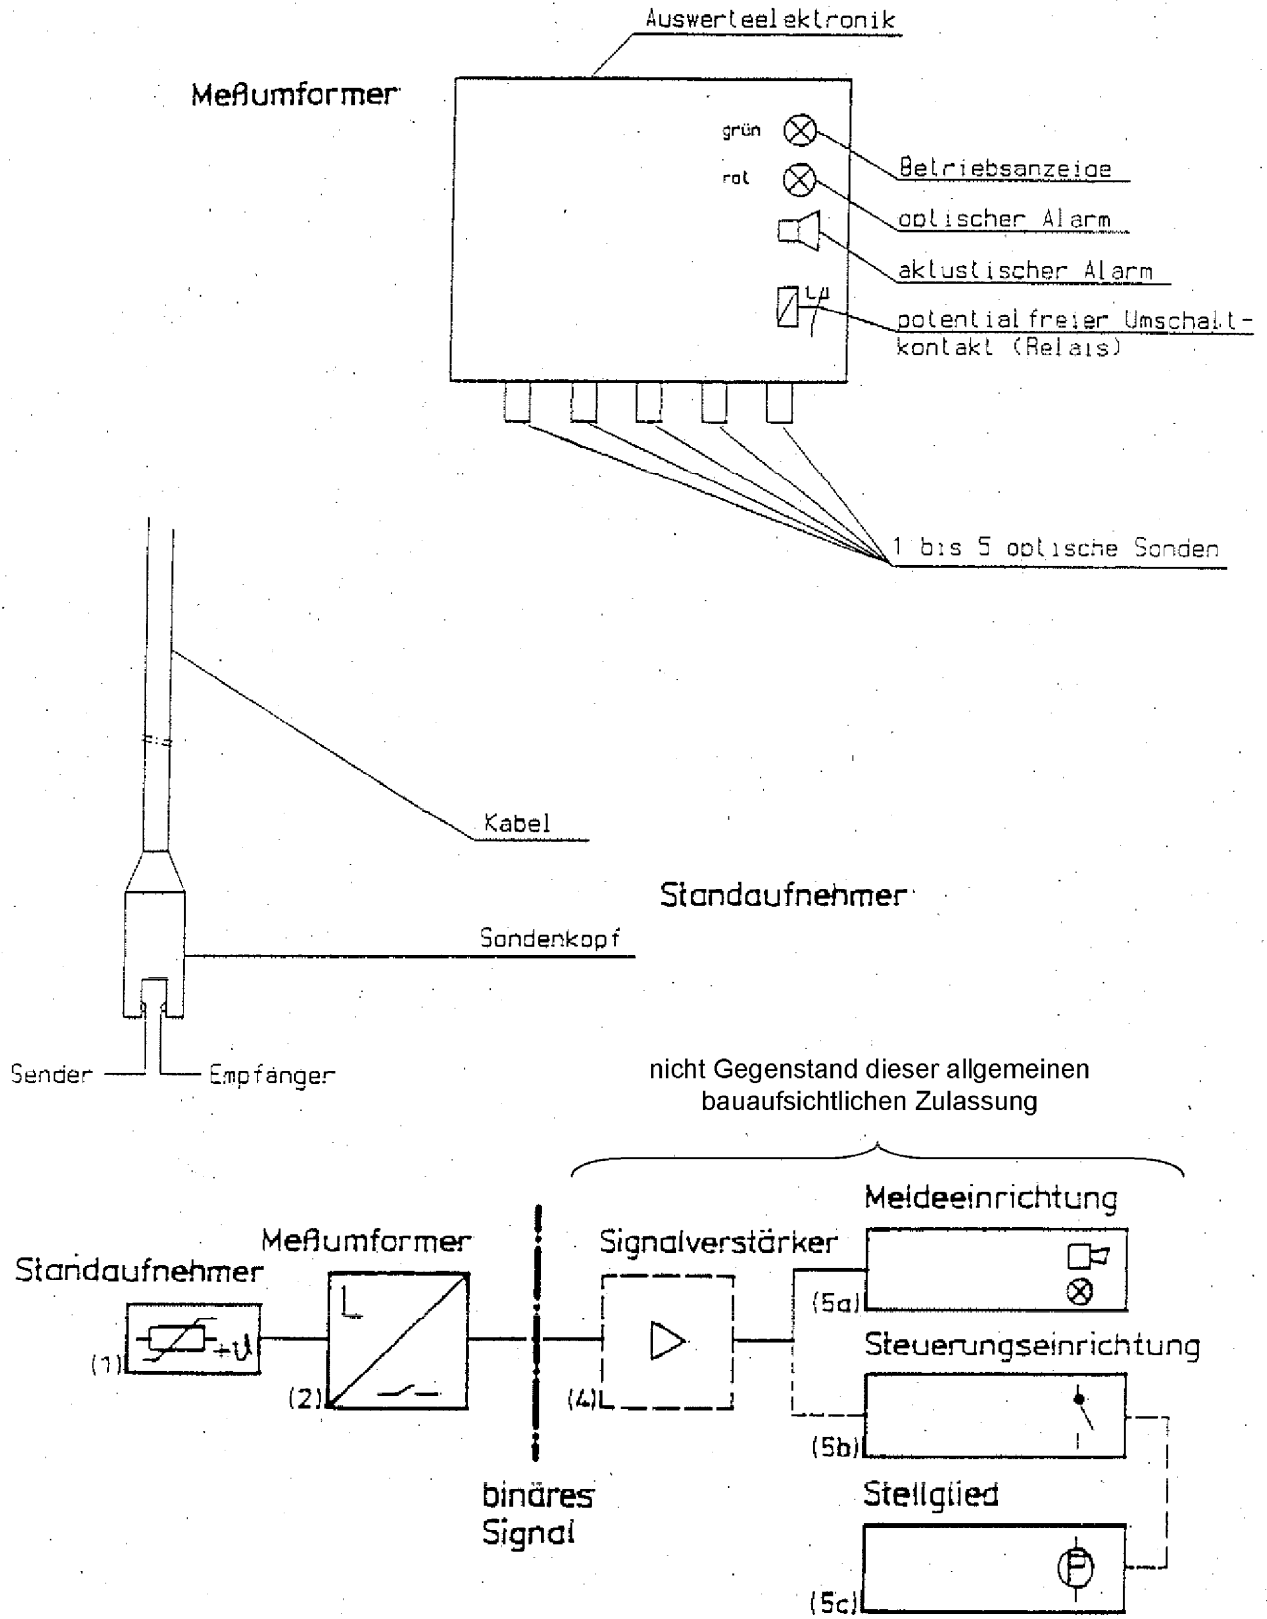 Auswerteelektronik
Meßumformer
grün
Betriebsanzeige
rot
optischer Alarm
aktustischer Alarm
potentialfreier Umschalt-
kontakt (Relais)
1 bis 5 optische Sonden
Kabel
Standaufnehmer
Sondenkopf
Sender
Empfänger
nicht Gegenstand dieser allgemeinen
bauaufsichtlichen Zulassung
Meldeeinrichtung
Meßumformer
Signalverstärker
Standaufnehmer
(5a)
Steuerungseinrichtung
(1)
(2)
(4)
(5b)
binäres
Signal
Stellglied
P
(5c)